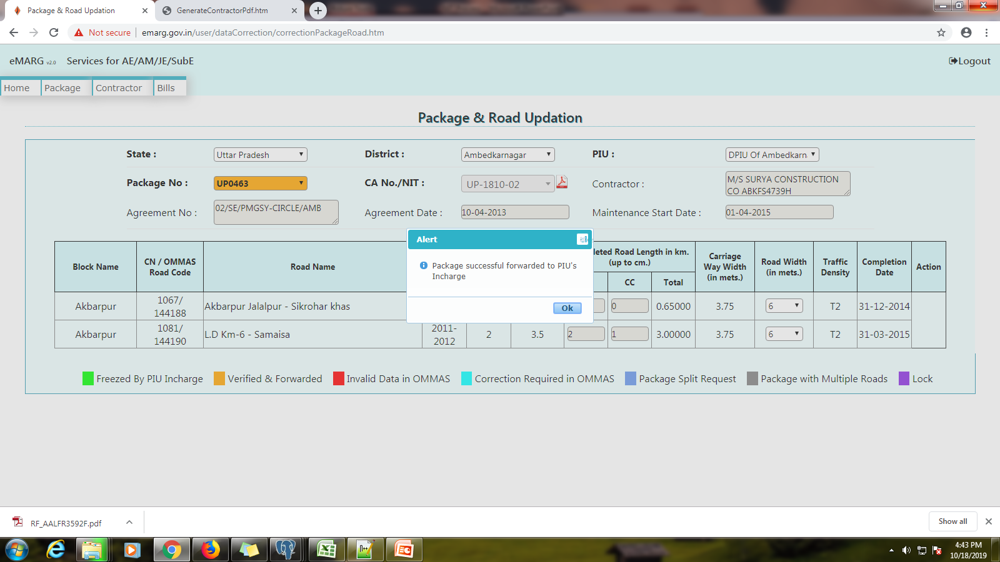 Package & Road Updation
GenerateContractorPdf.htm
Not secure
emarg.gov.in/user/dataCorrection/correctionPackageRoad.htm
eMARG v2.0 Services for AE/AM/JE/SubE
Logout
Home Package Contractor Bills
Package & Road Updation
State : Uttar Pradesh District : Ambedkarnagar PIU : DPIU Of Ambedkarn
Package No : UP0463 CA No./NIT : UP-1810-02 Contractor : M/S SURYA CONSTRUCTION
CO ABKFS4739H
Agreement No : 02/SE/PMGSY-CIRCLE/AMB Agreement Date : 10-04-2013 Maintenance Start Date : 01-04-2015
Alert
Package successful forwarded to PIU's
Incharge
Ok
Block Name
CN / OMMAS
Road Code
Road Name
leted Road Length in km.
(up to cm.)
CC
Total
Carriage
Way Width
(in mets.)
Road Width
(in mets.)
Traffic
Density
Completion
Date
Action
Akbarpur
1067/
144188
Akbarpur Jalalpur - Sikrohar khas
0 0.65000 3.75 6 T2 31-12-2014
Akbarpur
1081/
144190
L.D Km-6 - Samaisa
2011-
2012
2 3.5 2 1 3.00000 3.75 6 T2 31-03-2015
Freezed By PIU Incharge Verified & Forwarded Invalid Data in OMMAS Correction Required in OMMAS Package Split Request Package with Multiple Roads Lock
RF_AALFR3592F.pdf
Show all
4:43 PM
10/18/2019